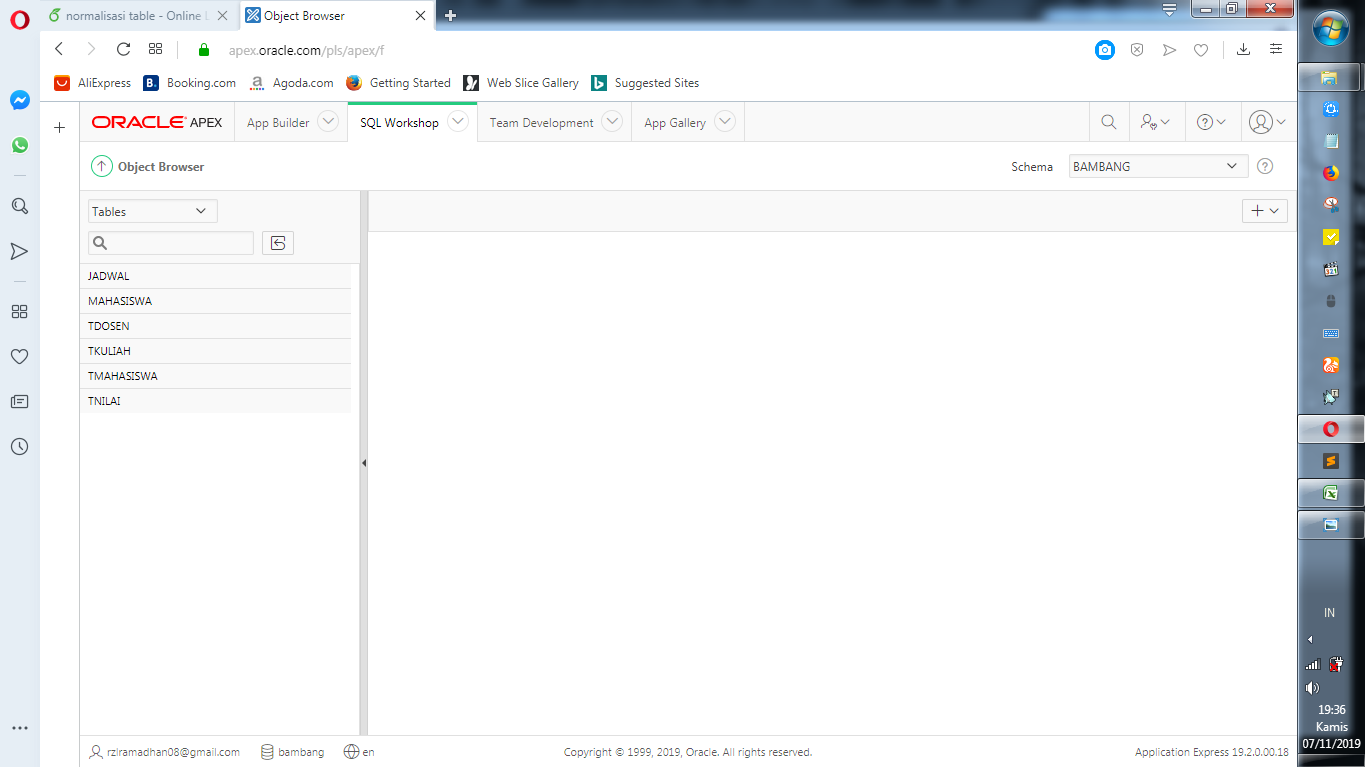 normalisasi table - Online L
Object Browser
apex.oracle.com/pls/apex/f
AliExpress
Booking.com
Agoda.com
Getting Started
Web Slice Gallery
Suggested Sites
ORACLE APEX
App Builder
SQL Workshop
Team Development
App Gallery
Object Browser
Schema
BAMBANG
Tables
JADWAL
MAHASISWA
TDOSEN
TKULIAH
TMAHASISWA
TNILAI
rzlramadhan08@gmail.com
bambang
en
Copyright © 1999, 2019, Oracle. All rights reserved.
Application Express 19.2.0.00.18
IN
19:36
Kamis
07/11/2019